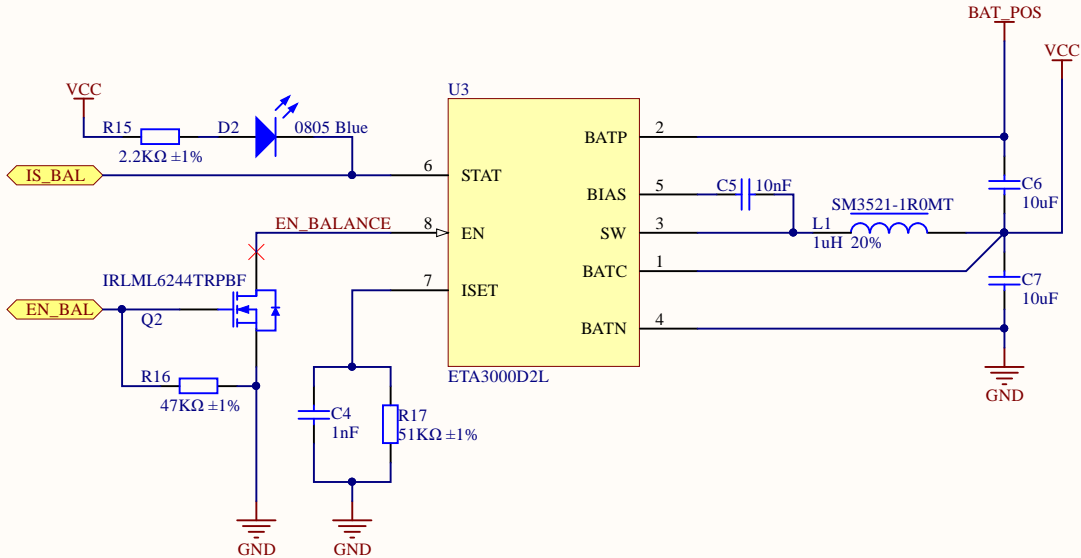 BAT_POS
VCC
U3
VCC
R15
D2
0805 Blue
2.2KΩ ±1%
IS_BAL
6
STAT
BATP
2
BIAS
5
C5
10nF
C6
10uF
SM3521-1R0MT
EN_BALANCE
8
EN
SW
3
L1
1uH 20%
BATC
1
7
ISET
IRLML6244TRPBF
EN_BAL
Q2
C7
10uF
BATN
4
R16
47KΩ ±1%
ETA3000D2L
GND
C4
1nF
R17
51KΩ ±1%
GND
GND